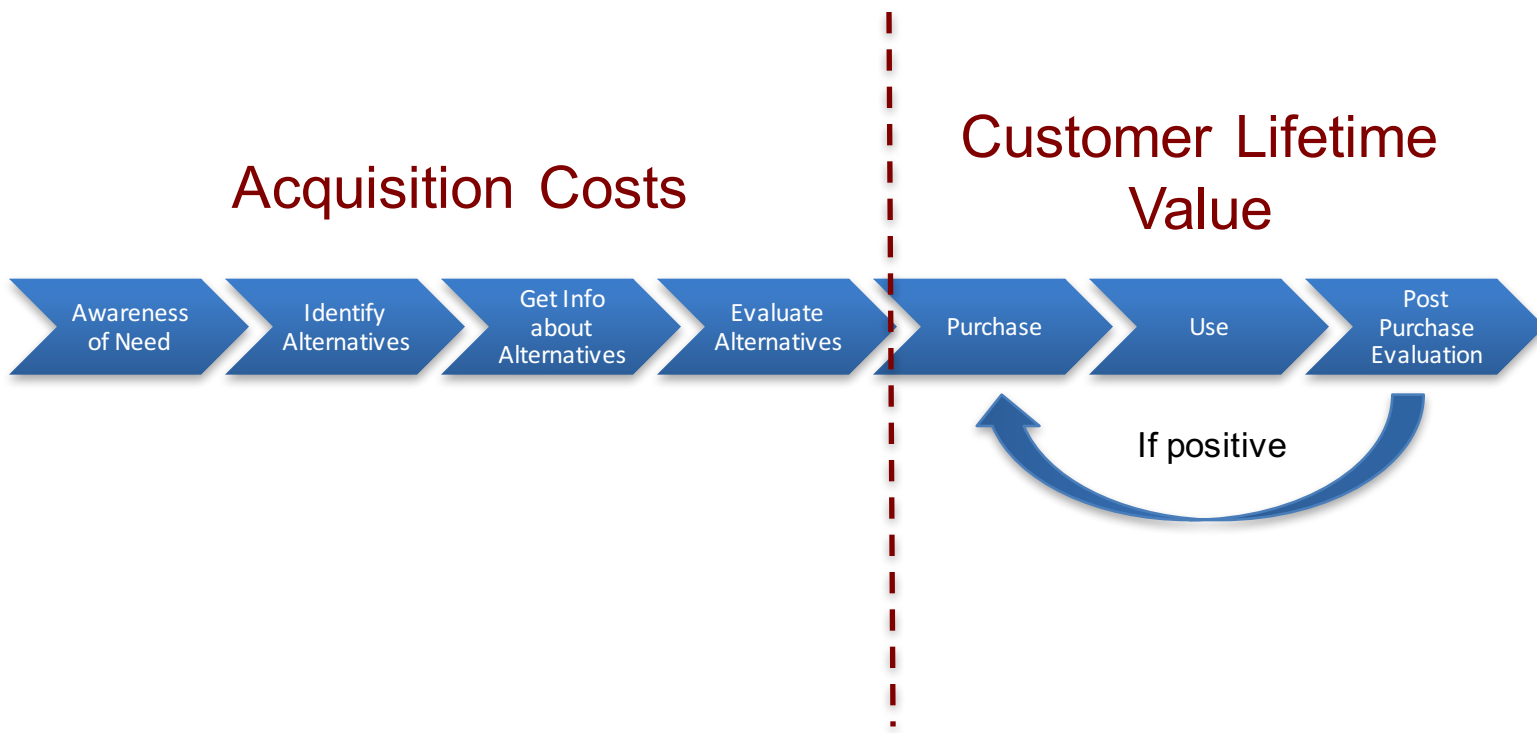 Acquisition Costs
Customer Lifetime
Value
Awareness
of Need
Identify
Alternatives
Get Info
about
Alternatives
Evaluate
Alternatives
Purchase
Use
Post
Purchase
Evaluation
If positive